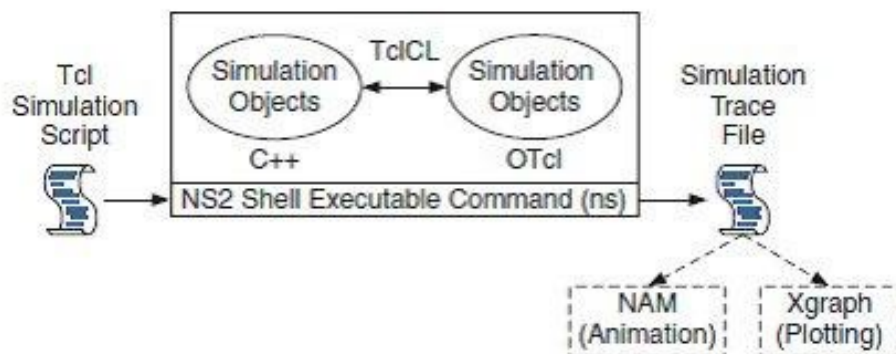 Tcl
Simulation
Script
Simulation
Objects
C++
TclCL
Simulation
Objects
OTcl
NS2 Shell Executable Command (ns)
Simulation
Trace
File
NAM
(Animation)
Xgraph
(Plotting)